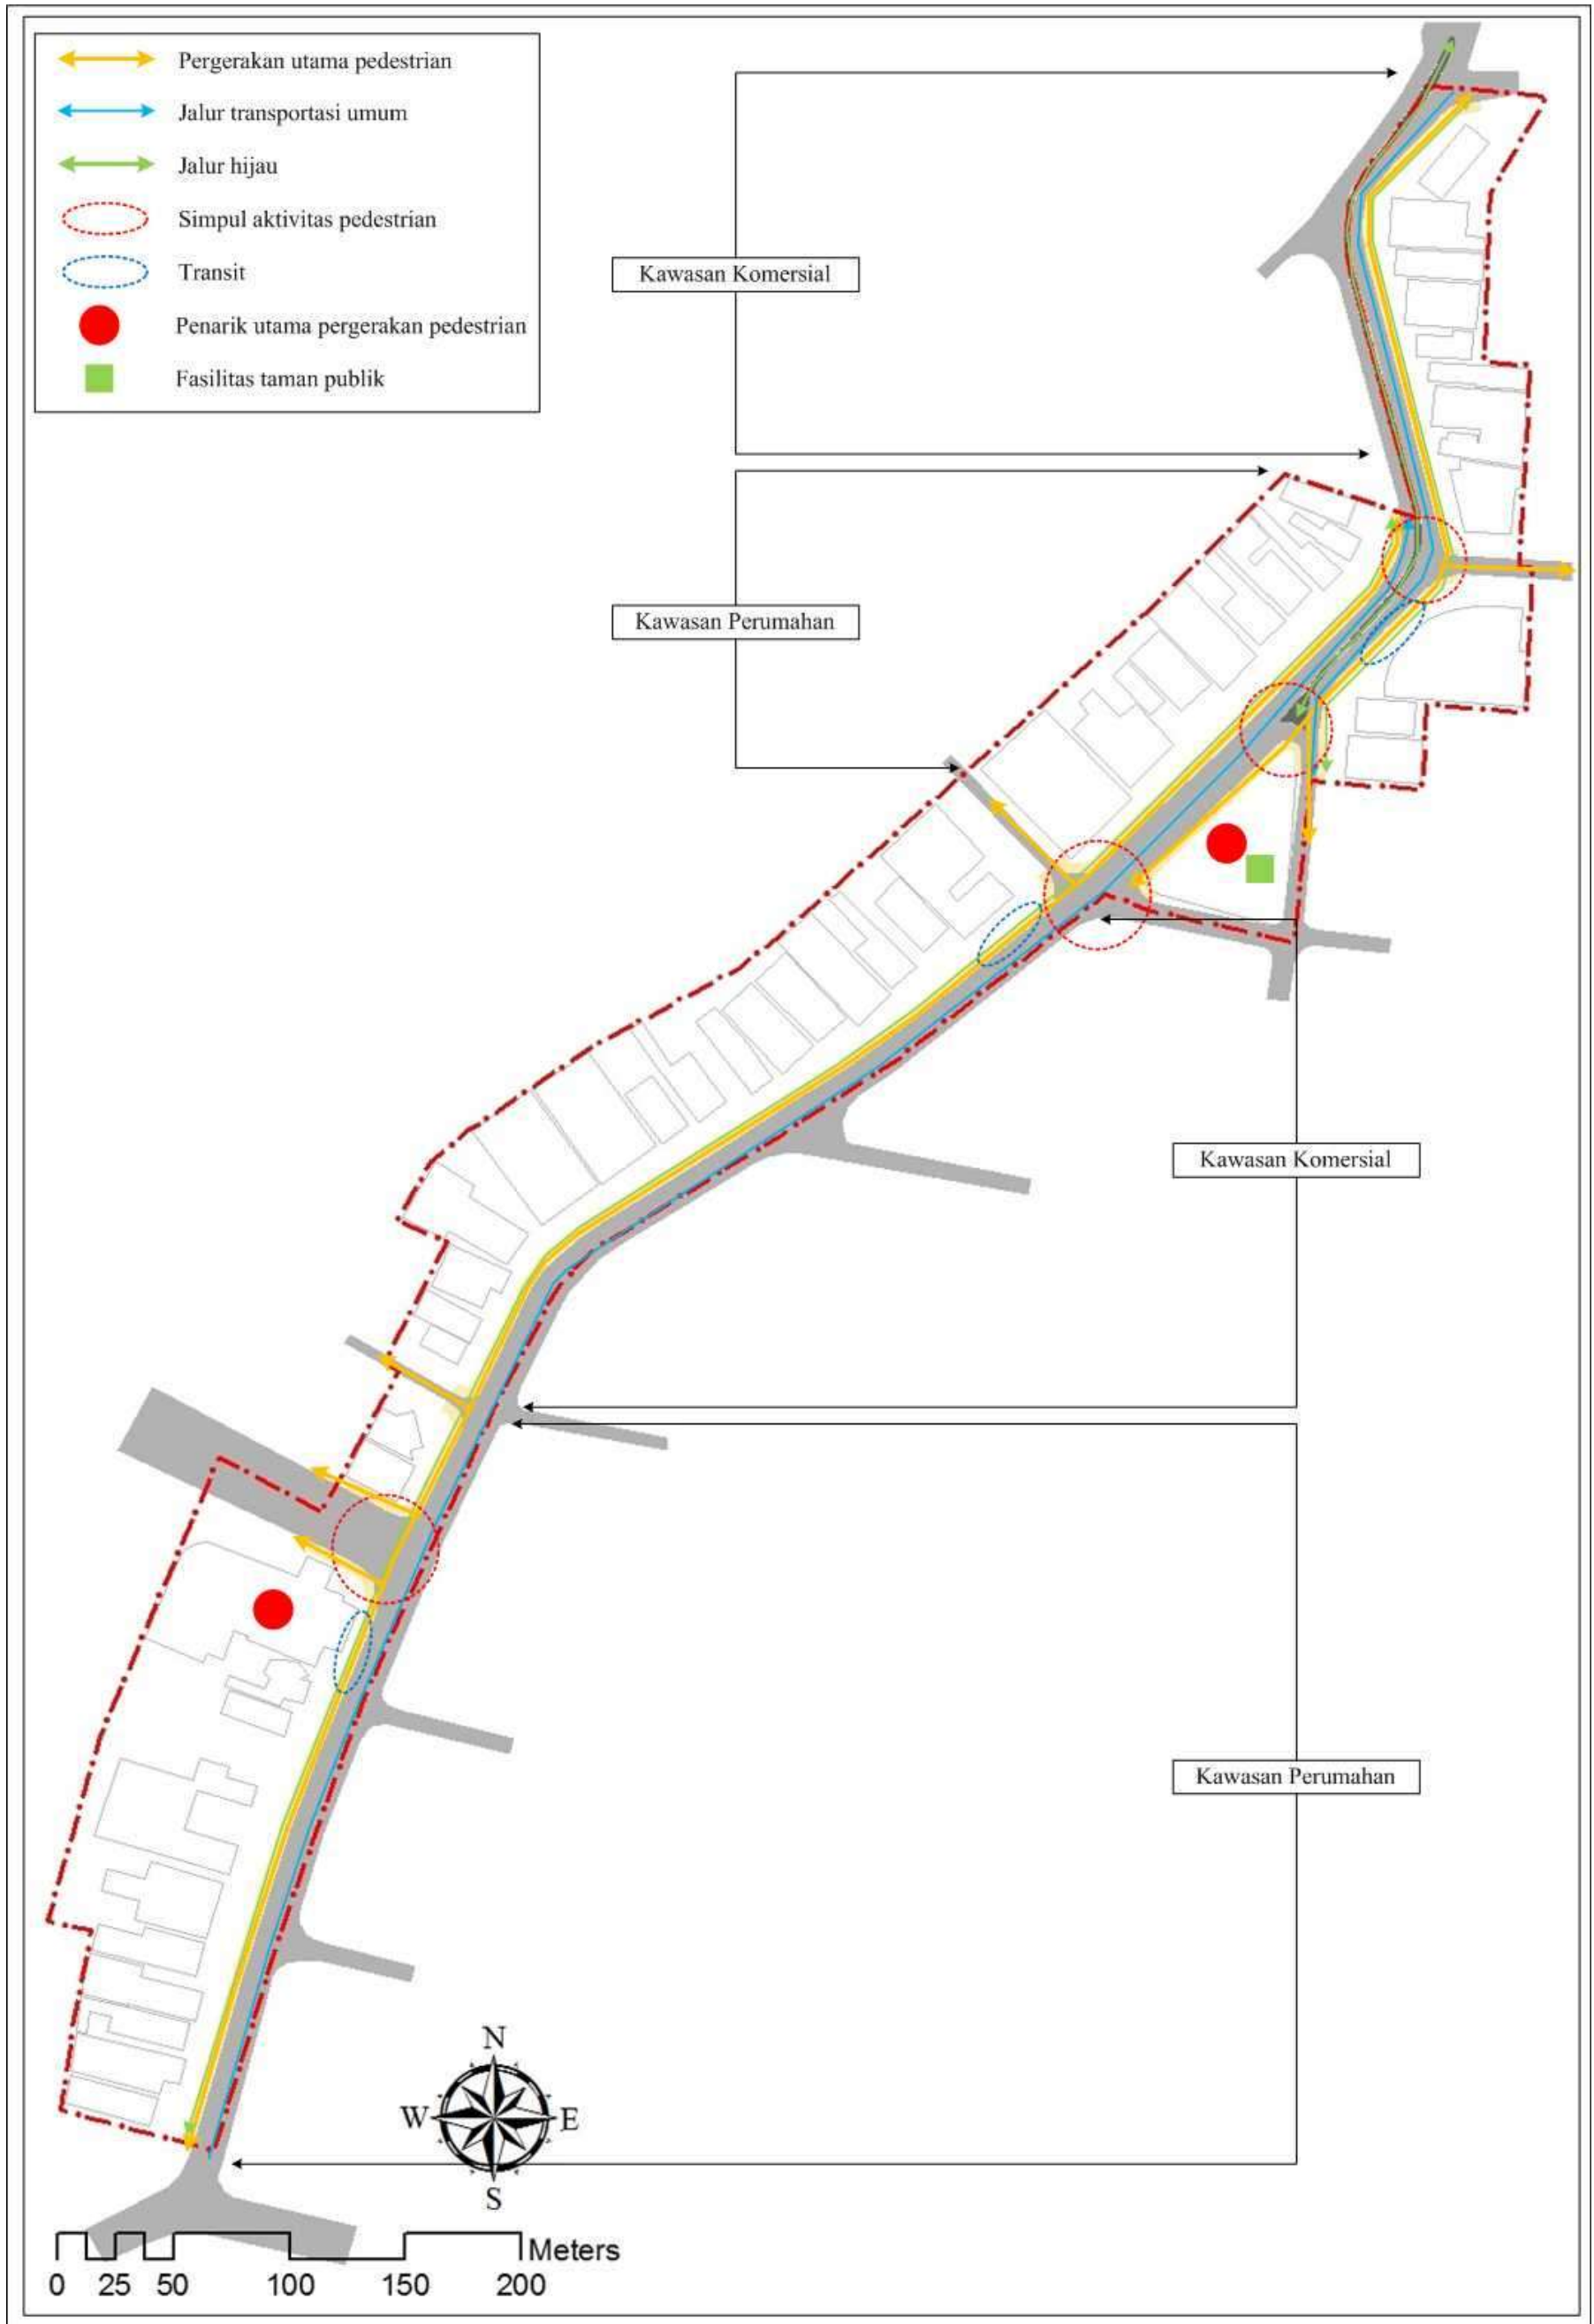 Pergerakan utama pedestrian
Jalur transportasi umum
Jalur hijau
Simpul aktivitas pedestrian
Transit
Penarik utama pergerakan pedestrian
Fasilitas taman publik
Kawasan Komersial
Kawasan Perumahan
Kawasan Komersial
Kawasan Perumahan
N
W E
S
Meters
0 25 50 100 150 200